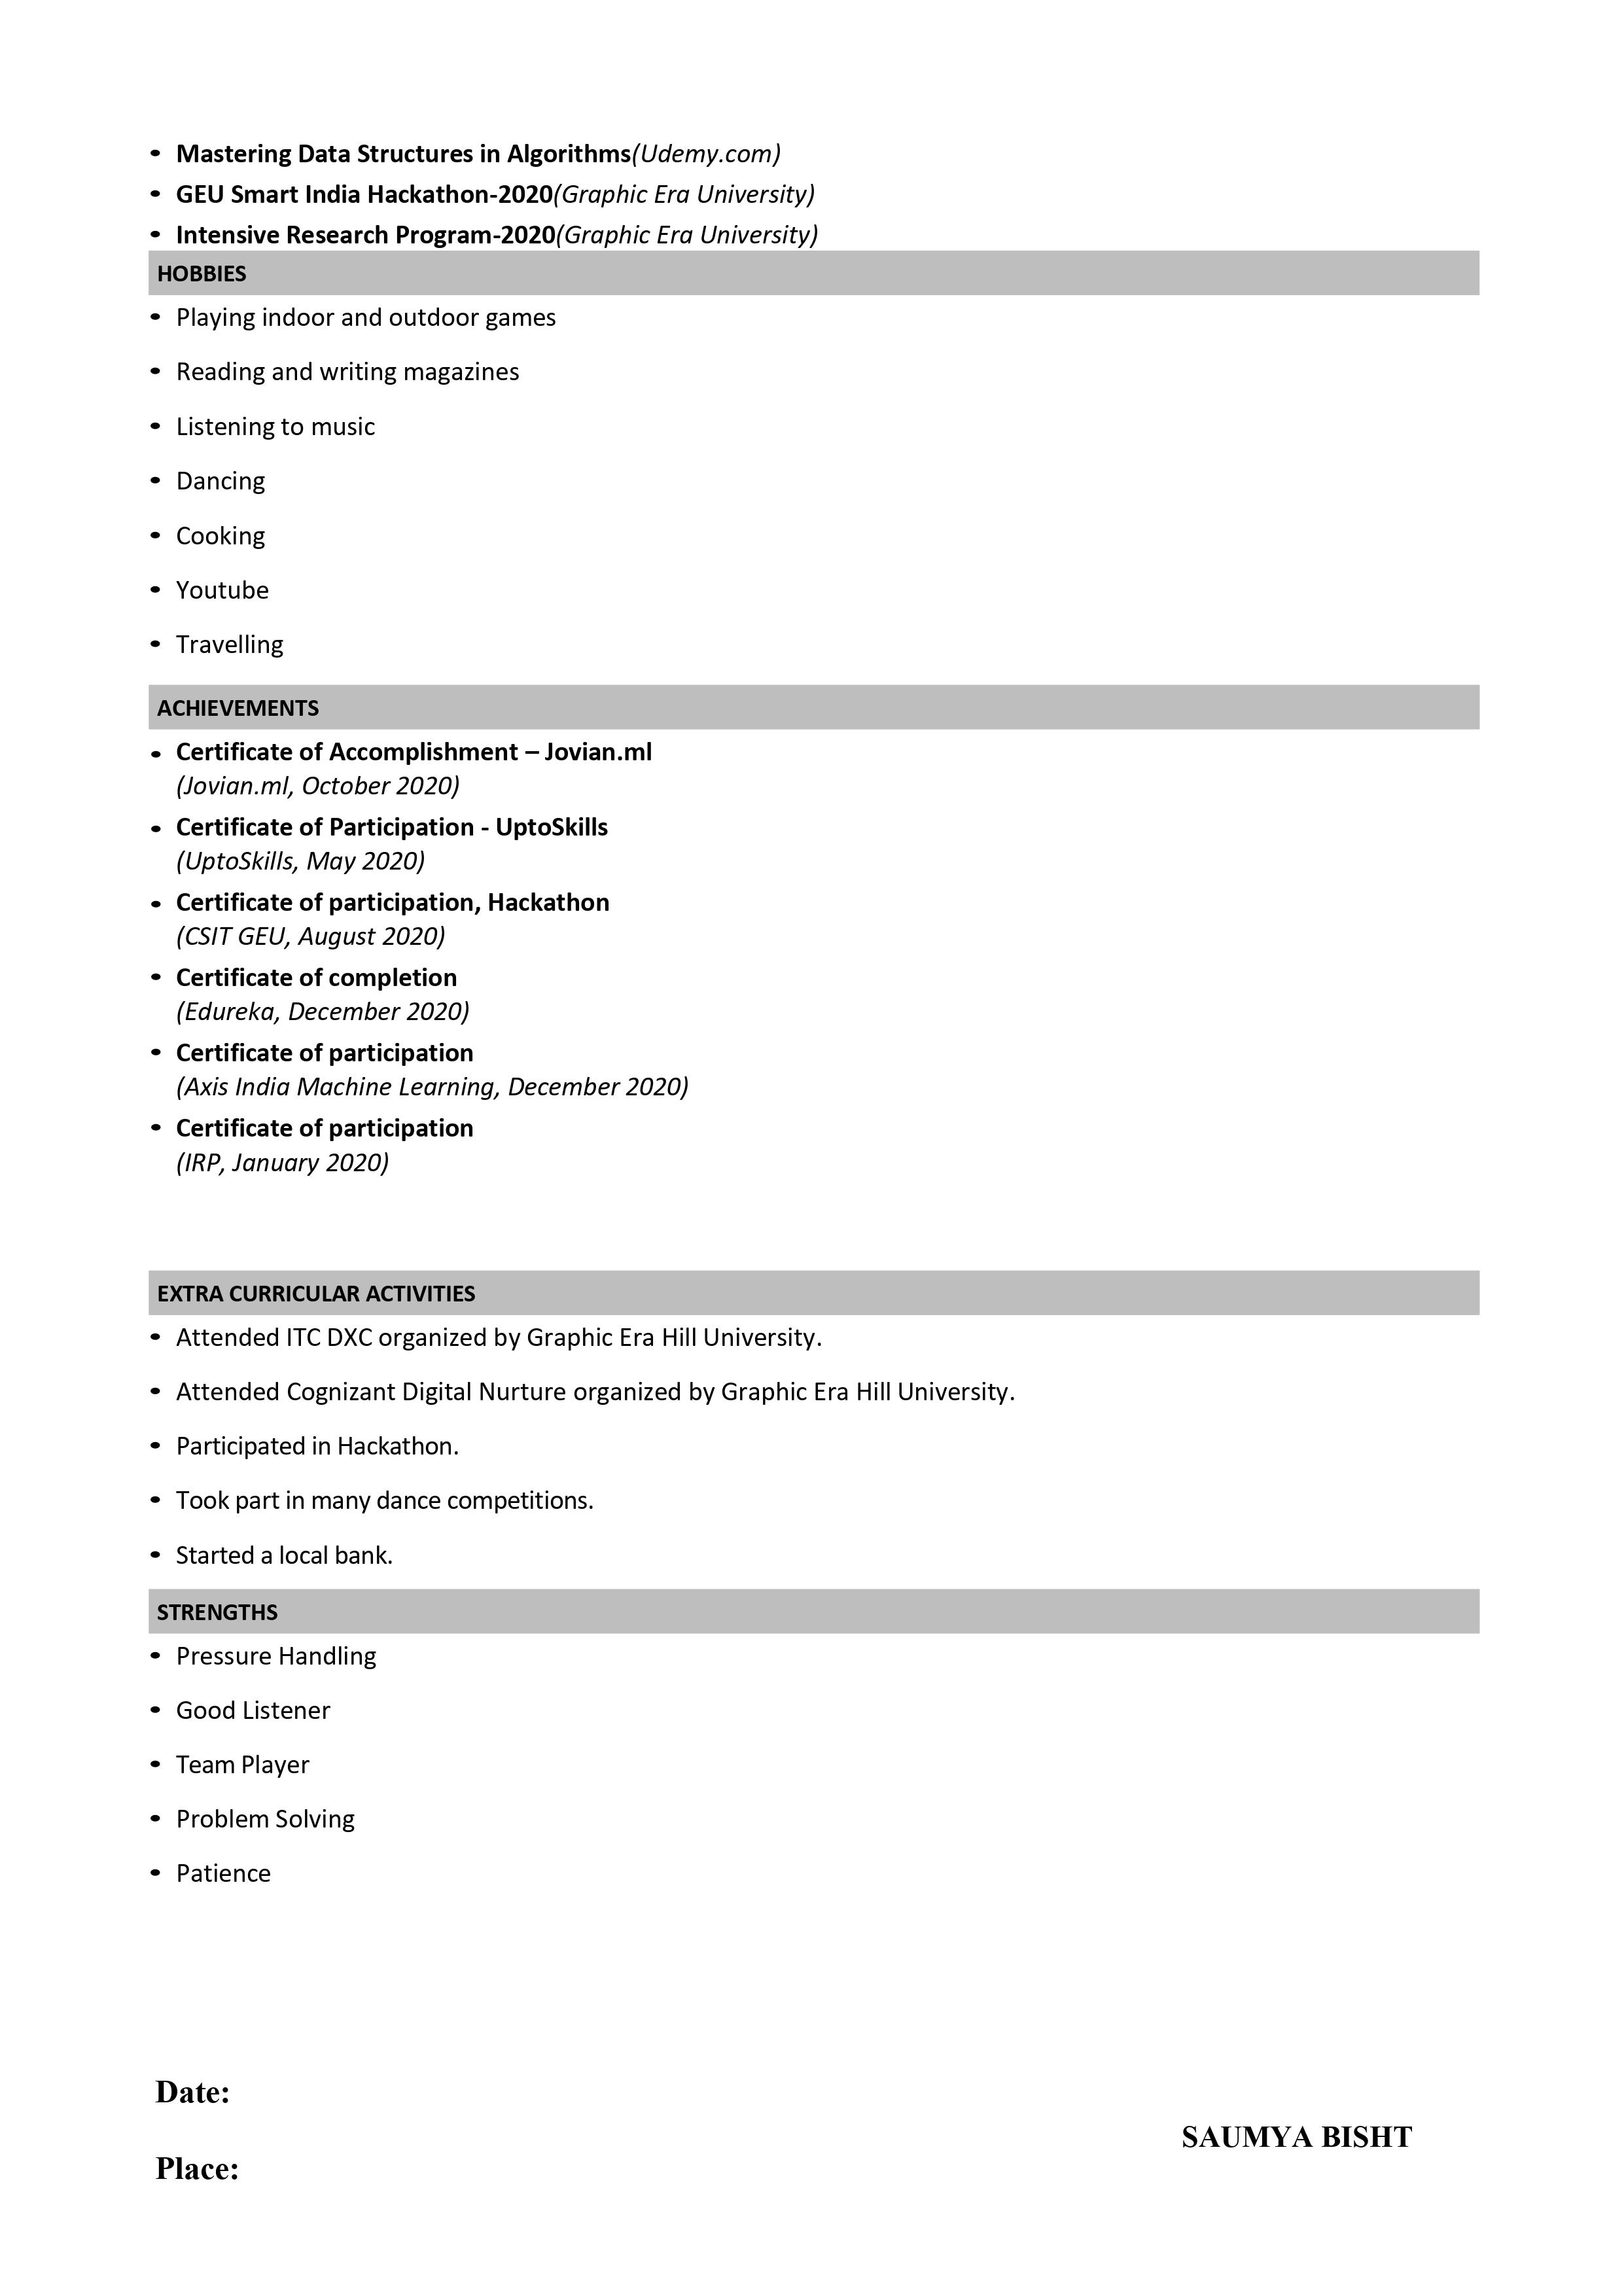 • Mastering Data Structures in Algorithms(Udemy.com)
• GEU Smart India Hackathon-2020(Graphic Era University)
• Intensive Research Program-2020(Graphic Era University)
HOBBIES
• Playing indoor and outdoor games
• Reading and writing magazines
• Listening to music
• Dancing
• Cooking
• Youtube
• Travelling
ACHIEVEMENTS
• Certificate of Accomplishment – Jovian.ml
(Jovian.ml, October 2020)
• Certificate of Participation - UptoSkills
(UptoSkills, May 2020)
• Certificate of participation, Hackathon
(CSIT GEU, August 2020)
• Certificate of completion
(Edureka, December 2020)
• Certificate of participation
(Axis India Machine Learning, December 2020)
• Certificate of participation
(IRP, January 2020)
EXTRA CURRICULAR ACTIVITIES
• Attended ITC DXC organized by Graphic Era Hill University.
• Attended Cognizant Digital Nurture organized by Graphic Era Hill University.
• Participated in Hackathon.
• Took part in many dance competitions.
• Started a local bank.
STRENGTHS
• Pressure Handling
• Good Listener
• Team Player
• Problem Solving
• Patience
Date:
SAUMYA BISHT
Place: